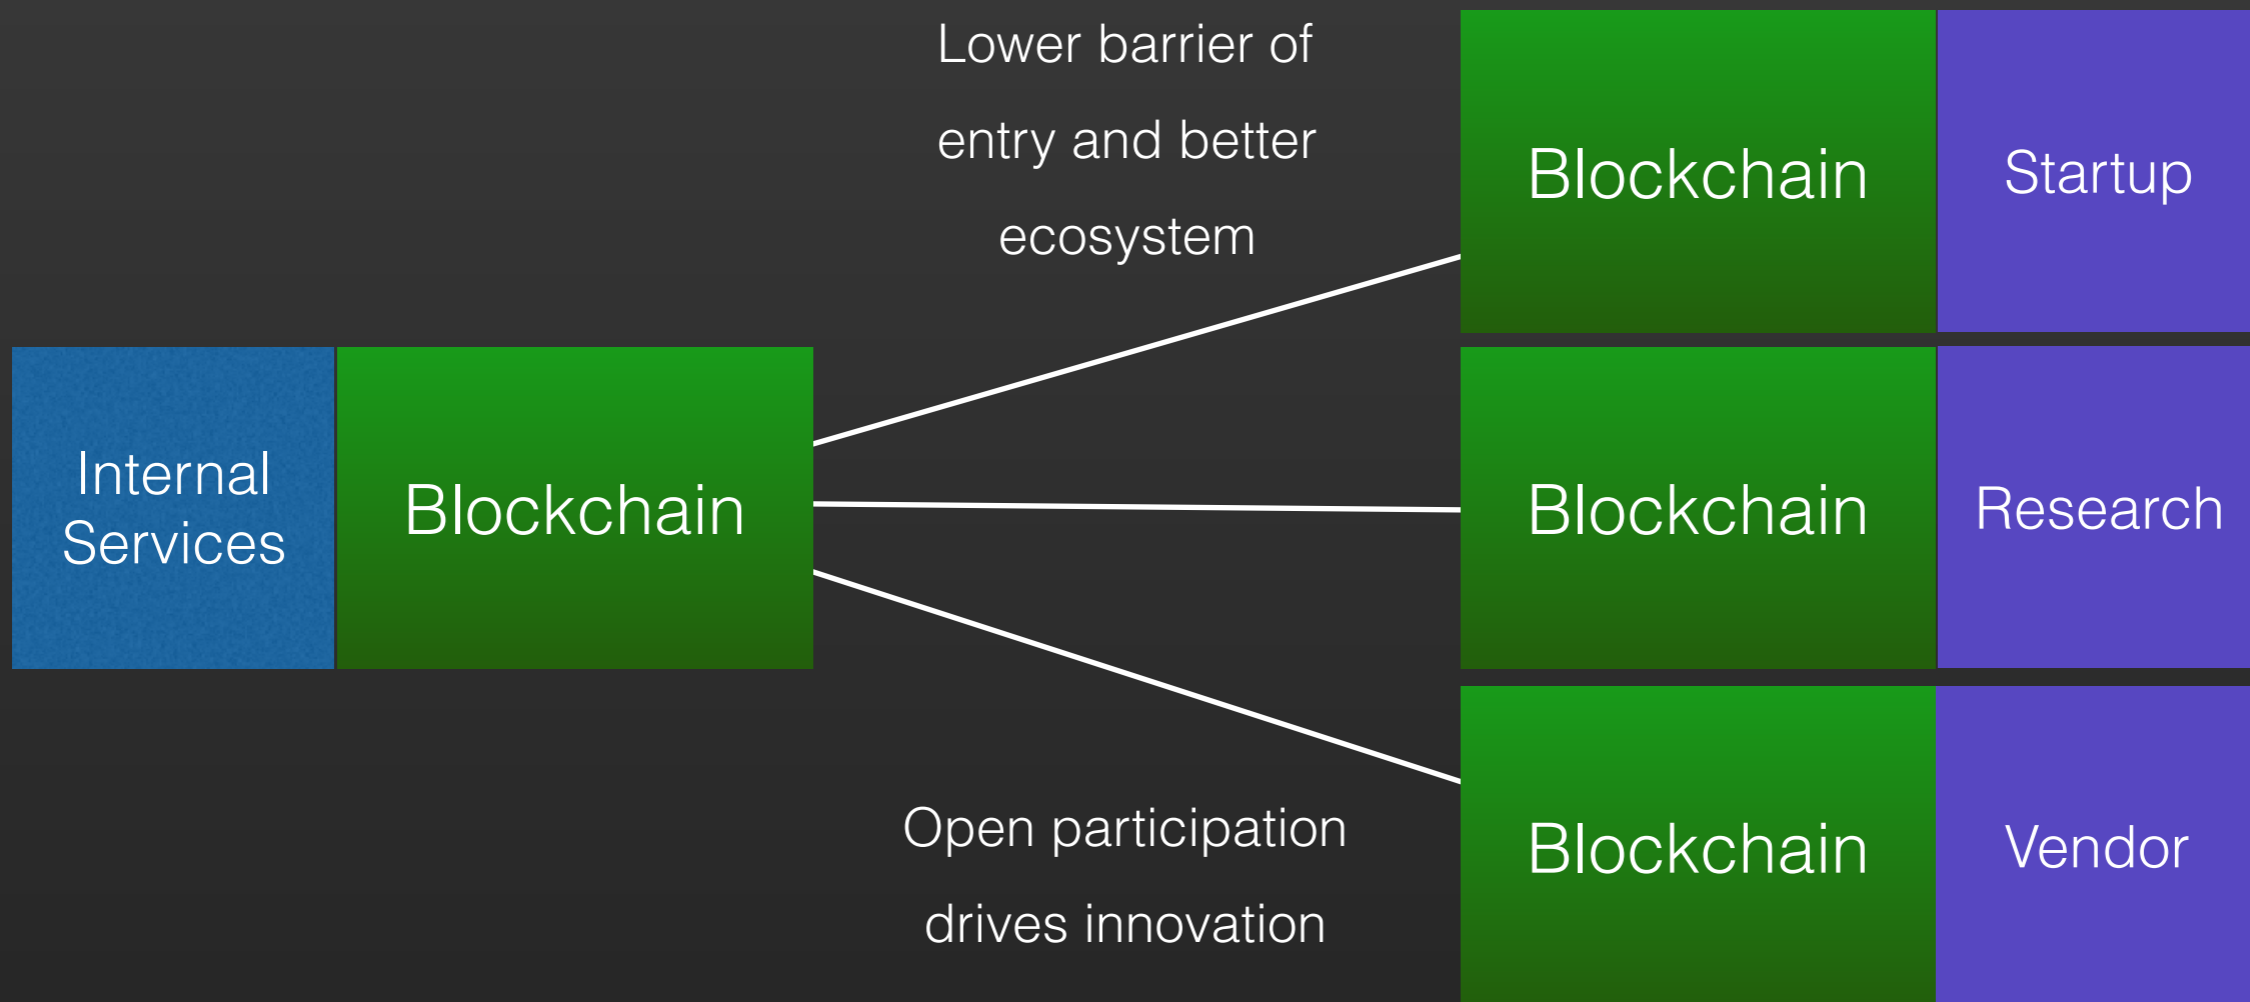 Lower barrier of
entry and better
ecosystem
Blockchain
Startup
Internal
Services
Blockchain
Blockchain
Research
Open participation
drives innovation
Blockchain
Vendor